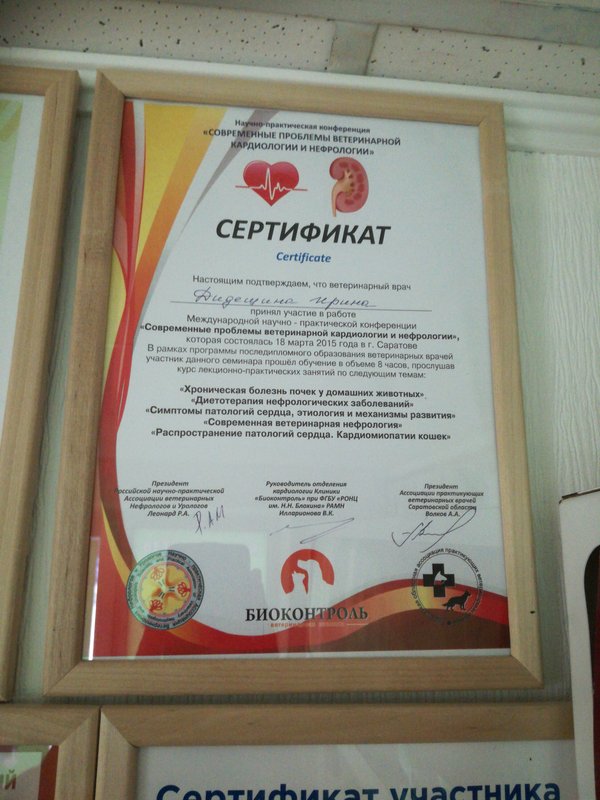 Научно-практическая конференция
«СОВРЕМЕННЫЕ ПРОБЛЕМЫ ВЕТЕРИНАРНОЙ
КАРДИОЛОГИИ И НЕФРОЛОГИИ»
СЕРТИФИКАТ
Certificate
Настоящим подтверждаем, что ветеринарный врач
Дидещина Ирина
принял участие в работе
Международной научно - практической конференции
«Современные проблемы ветеринарной кардиологии и нефрологии»,
которая состоялась 18 марта 2015 года в г. Саратове
В рамках программы последипломного образования ветеринарных врачей
участник данного семинара прошёл обучение в объеме 8 часов, прослушав
курс лекционно-практических занятий по следующим темам:
«Хроническая болезнь почек у домашних животных»
«Диетотерапия нефрологических заболеваний»
«Симптомы патологий сердца, этиология и механизмы развития»
«Современная ветеринарная нефрология»
«Распространение патологий сердца. Кардиомиопатии кошек»
Президент
Российской научно-практической
Ассоциации ветеринарных
Нефрологов и Урологов
Леонард Р.А.
Руководитель отделения
кардиологии Клиники
«Биоконтроль» при ФГБУ «РОНЦ
им. Н.Н. Блохина» РАМН
Илларионова В.К.
Президент
Ассоциации практикующих
ветеринарных врачей
Саратовской области
Волков А.А.
БИОКОНТРОЛЬ
ветеринарная клиника
Сертификат участника